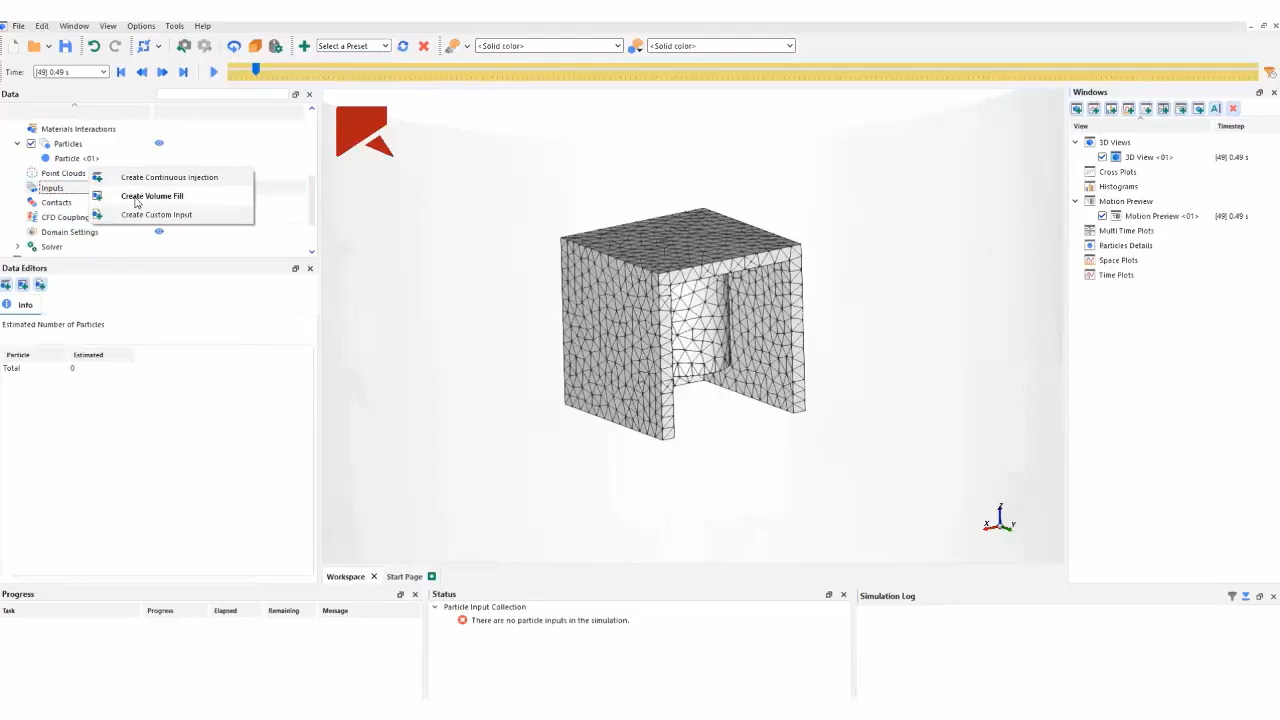 File Edit Window View Options Tools Help
Select a Preset <Solid color> <Solid color>
Time: [49] 0.49 s
Data
Materials Interactions
Particles
Particle <01>
Point Clouds
Inputs
Contacts
CFD Coupling
Domain Settings
Solver
Create Continuous Injection
Create Volume Fill
Create Custom Input
Data Editors
Info
Estimated Number of Particles
Particle Estimated
Total 0
Z
X Y
Workspace Start Page
Windows
View Timestep
3D Views
3D View <01> [49] 0.49 s
Cross Plots
Histograms
Motion Preview
Motion Preview <01> [49] 0.49 s
Multi Time Plots
Particles Details
Space Plots
Time Plots
Progress
Task Progress Elapsed Remaining Message
Status
Particle Input Collection
There are no particle inputs in the simulation.
Simulation Log